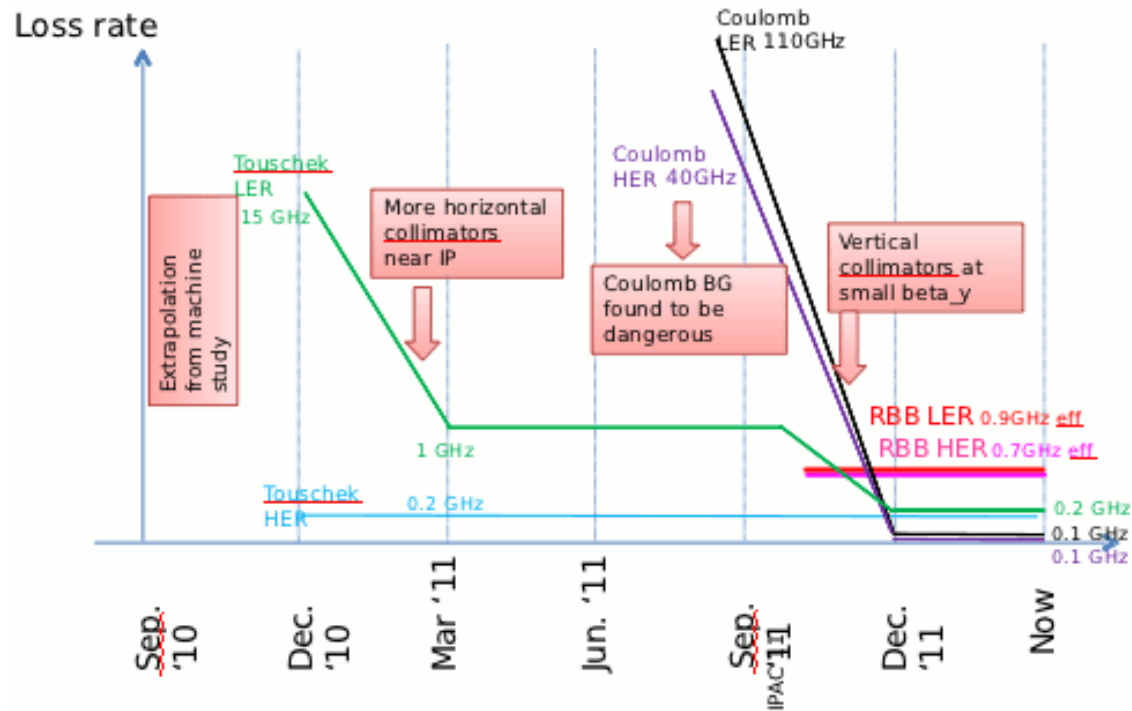 Loss rate
Coulomb
LER 110GHz
Touschek
LER
15 GHz
Coulomb
HER 40GHz
More horizontal
collimators
near IP
Vertical
collimators at
small beta_y
Extrapolation
from machine
study
Coulomb BG
found to be
dangerous
RBB LER 0.9GHz eff
RBB HER 0.7GHz eff
1 GHz
Touschek
HER
0.2 GHz
0.2 GHz
0.1 GHz
0.1 GHz
Sep.
‘10
Dec.
‘10
Mar ‘11
Jun. ‘11
Sep.
‘11
IPAC'11
Dec.
‘11
Now